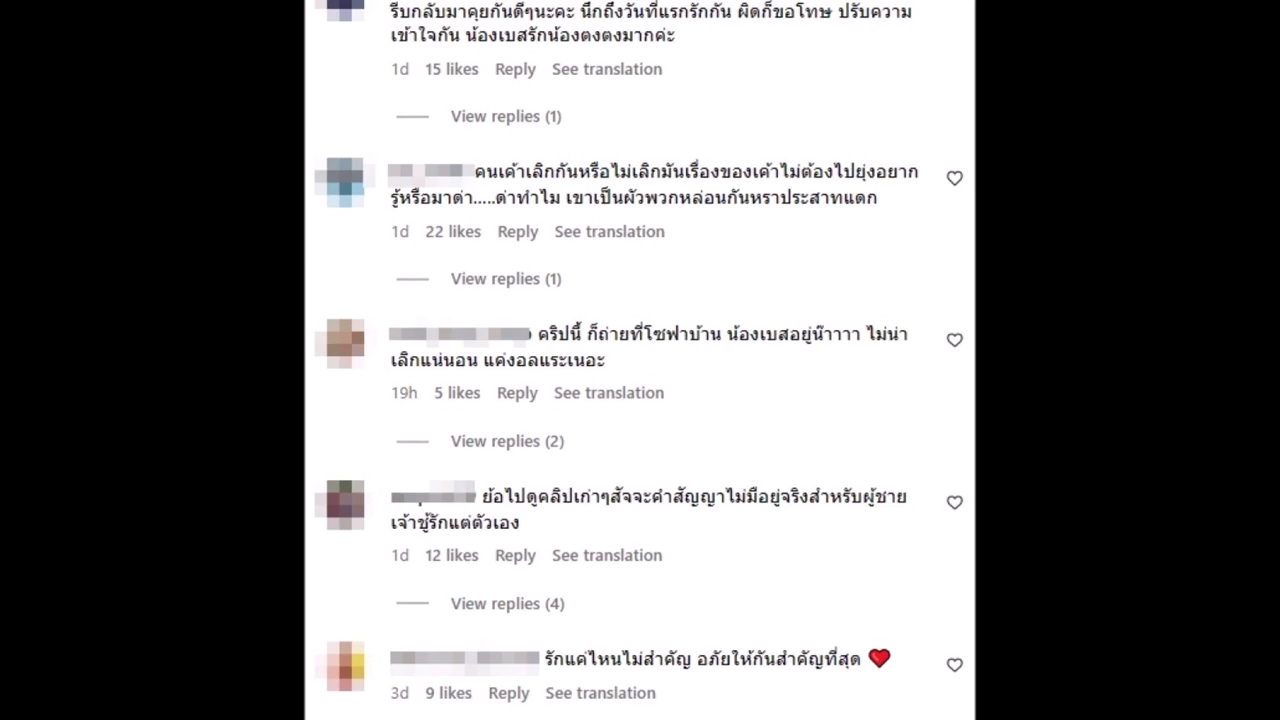 รีบกลับมาคุยกันดีๆนะคะ นึกถึงวันที่แรกรักกัน ผิดก็ขอโทษ ปรับความ
เข้าใจกัน น้องเบสรักน้องตงตงมากค่ะ
1d 15 likes Reply See translation
View replies (1)
คนเค้าเลิกกันหรือไม่เลิกมันเรื่องของเค้าไม่ต้องไปยุ่งอยาก
รู้หรือมาด่า.....ด่าทำไม เขาเป็นผัวพวกหล่อนกันหราประสาทแดก
1d 22 likes Reply See translation
View replies (1)
คริปนี้ ก็ถ่ายที่โซฟาบ้าน น้องเบสอยู่น๊าาาา ไม่น่า
เลิกแน่นอน แค่งอลแระเนอะ
19h 5 likes Reply See translation
View replies (2)
ย้อไปดูคลิปเก่าๆสัจจะคำสัญญาไม่มีอยู่จริงสำหรับผู้ชาย
เจ้าชู้รักแต่ตัวเอง
1d 12 likes Reply See translation
View replies (4)
รักแค่ไหนไม่สำคัญ อภัยให้กันสำคัญที่สุด ❤️
3d 9 likes Reply See translation